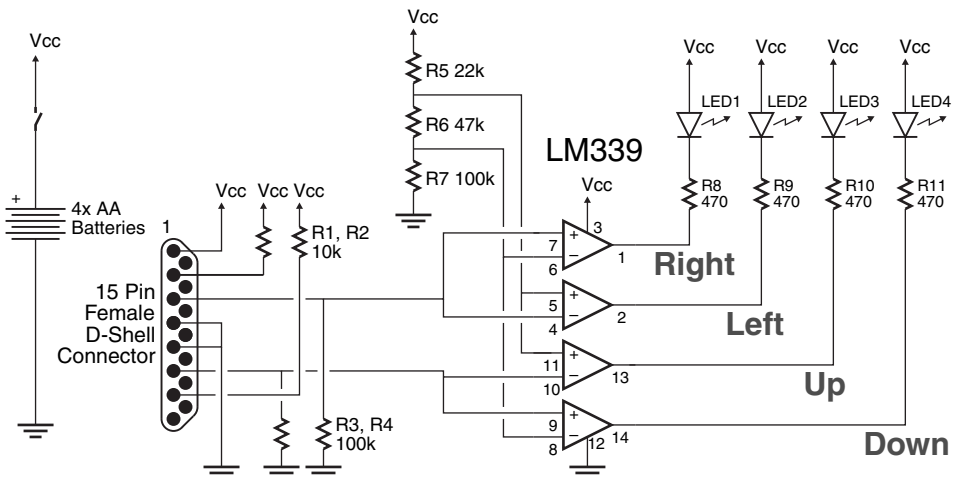 Vcc
+
4x AA
Batteries
1
15 Pin
Female
D-Shell
Connector
Vcc
Vcc
Vcc
R1, R2
10k
R3, R4
100k
Vcc
R5 22k
R6 47k
R7 100k
LM339
Vcc
3
+
7
−
6
1
Right
+
5
−
4
2
Left
+
11
−
10
13
Up
+
9
−
8
12
14
Down
Vcc
LED1
R8
470
Vcc
LED2
R9
470
Vcc
LED3
R10
470
Vcc
LED4
R11
470